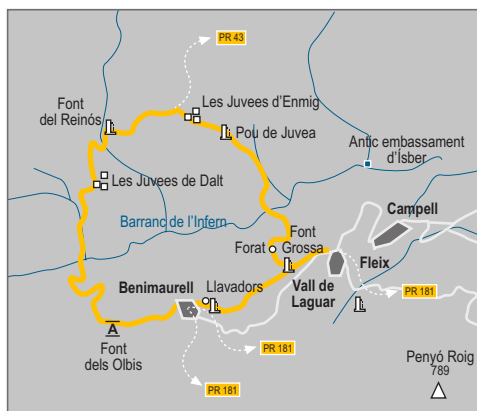 PR 43
Les Juvees d'Enmig
Font
del Reinós
Pou de Juvea
Antic embassament
d'Ísber
Les Juvees de Dalt
Campell
Barranc de l'Infern
Font
Grossa
Forat
Fleix
Benimaurell
Llavadors
Vall de
Laguar
PR 181
A
Font
dels Olbis
PR 181
PR 181
Penyó Roig
789